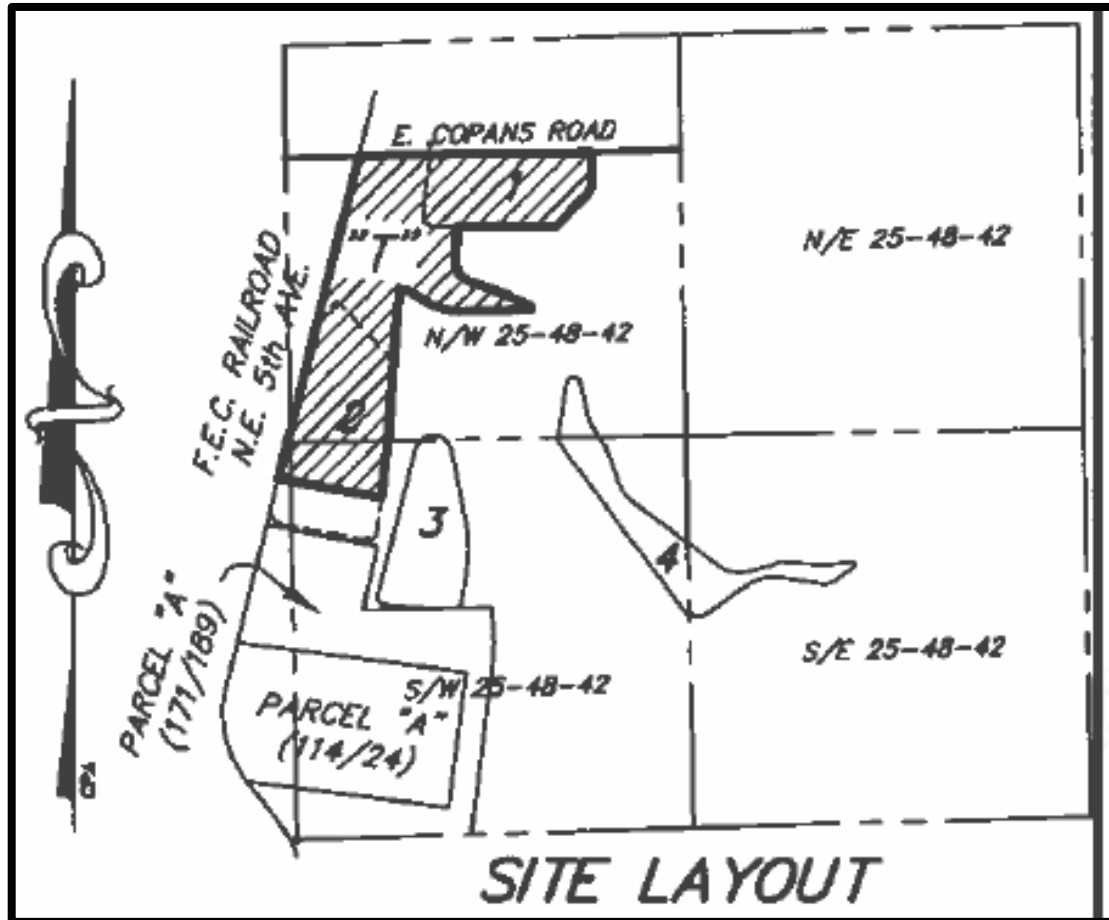 E. COPANS ROAD
1
"T"
N/E 25-48-42
F.E.C. RAILROAD
N.E. 5th AVE.
N/W 25-48-42
2
3
4
PARCEL "A"
(171/189)
S/W 25-48-42
S/E 25-48-42
PARCEL "A"
(114/24)
SITE LAYOUT